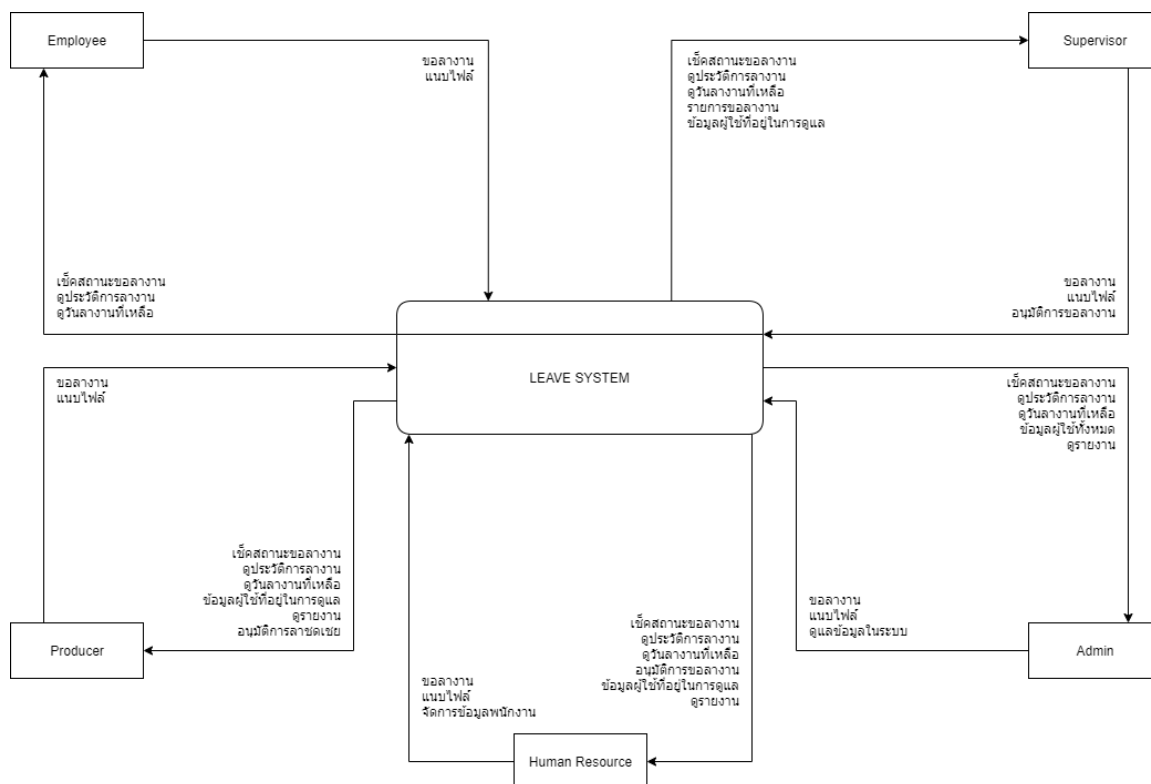 Employee
Supervisor
ขอลางาน
แนบไฟล์
เช็คสถานะขอลางาน
ดูประวัติการลางาน
ดูวันลางานที่เหลือ
รายการขอลางาน
ข้อมูลผู้ใช้ที่อยู่ในการดูแล
เช็คสถานะขอลางาน
ดูประวัติการลางาน
ดูวันลางานที่เหลือ
ขอลางาน
แนบไฟล์
อนุมัติการขอลางาน
LEAVE SYSTEM
ขอลางาน
แนบไฟล์
เช็คสถานะขอลางาน
ดูประวัติการลางาน
ดูวันลางานที่เหลือ
ข้อมูลผู้ใช้ทั้งหมด
ดูรายงาน
เช็คสถานะขอลางาน
ดูประวัติการลางาน
ดูวันลางานที่เหลือ
ข้อมูลผู้ใช้ที่อยู่ในการดูแล
ดูรายงาน
อนุมัติการลาชดเชย
Producer
ขอลางาน
แนบไฟล์
ดูแลข้อมูลในระบบ
Admin
เช็คสถานะขอลางาน
ดูประวัติการลางาน
ดูวันลางานที่เหลือ
อนุมัติการขอลางาน
ข้อมูลผู้ใช้ที่อยู่ในการดูแล
ดูรายงาน
ขอลางาน
แนบไฟล์
จัดการข้อมูลพนักงาน
Human Resource